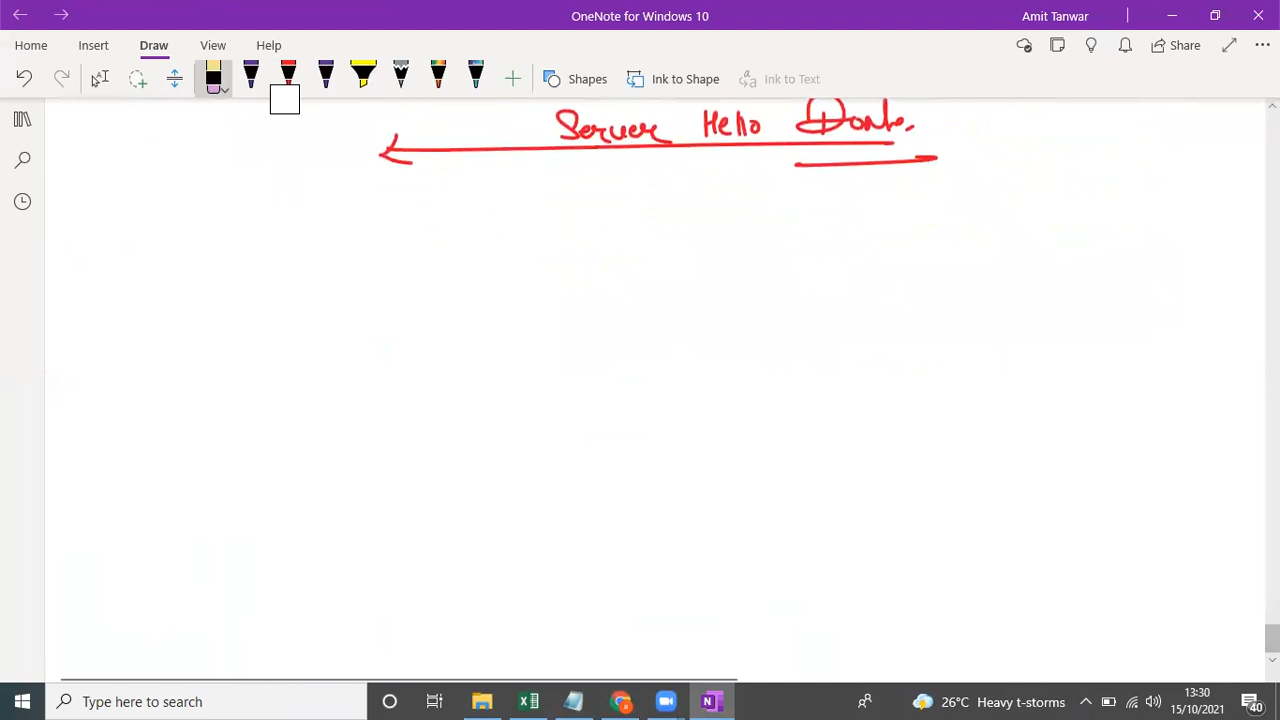 OneNote for Windows 10
Amit Tanwar
Home Insert Draw View Help
Share
Shapes
Ink to Shape
Ink to Text
Server Hello Done.
Type here to search
26°C Heavy t-storms
13:30
15/10/2021
40